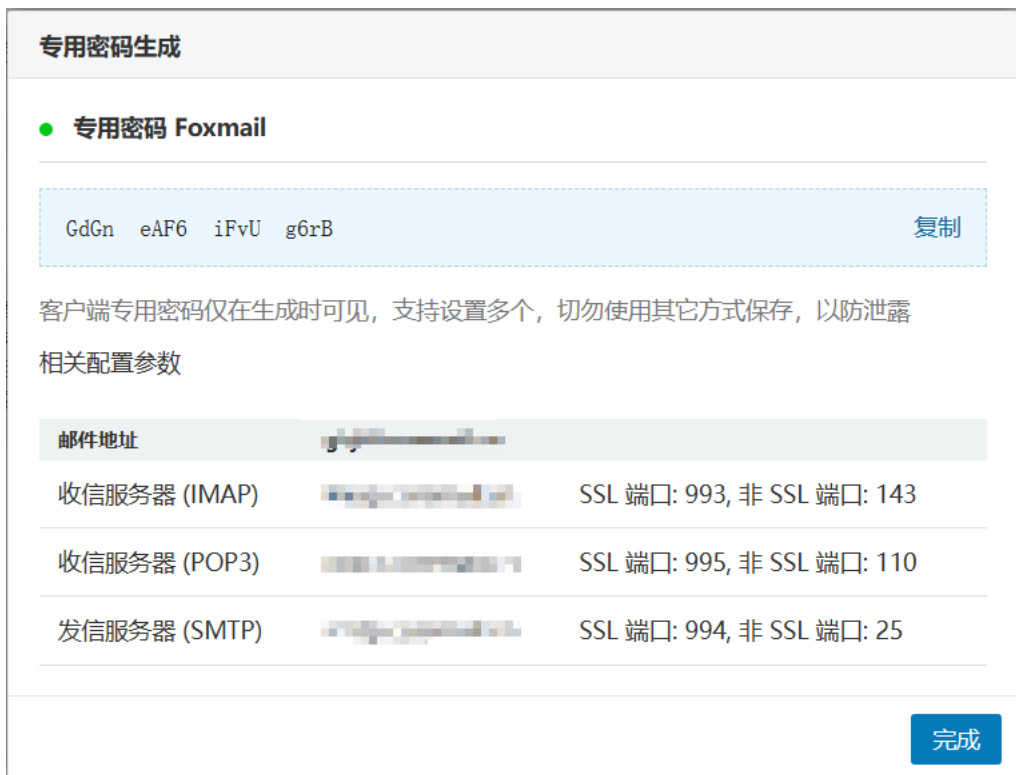 专用密码生成
专用密码 Foxmail
GdGn eAF6 iFvU g6rB 复制
客户端专用密码仅在生成时可见，支持设置多个，切勿使用其它方式保存，以防泄露
相关配置参数
邮件地址
收信服务器 (IMAP) SSL 端口: 993, 非 SSL 端口: 143
收信服务器 (POP3) SSL 端口: 995, 非 SSL 端口: 110
发信服务器 (SMTP) SSL 端口: 994, 非 SSL 端口: 25
完成